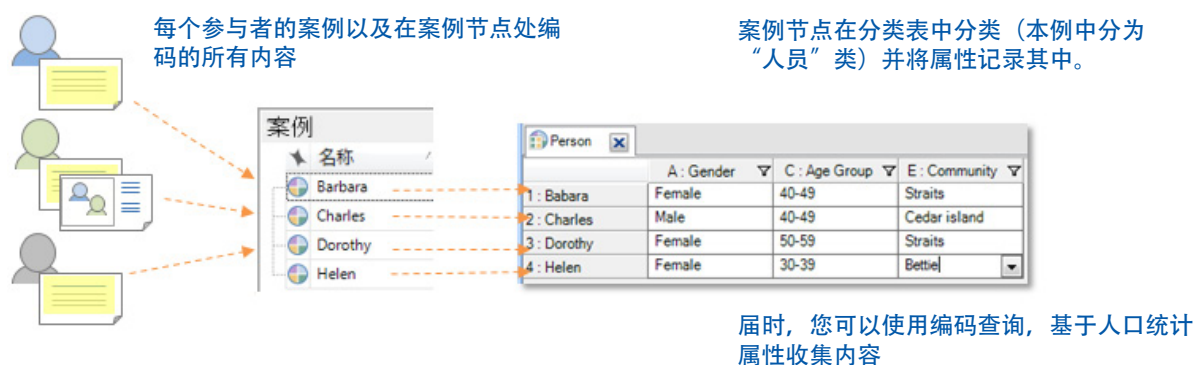 每个参与者的案例以及在案例节点处编
码的所有内容
案例节点在分类表中分类（本例中分为
“人员”类）并将属性记录其中。
案例
名称
Barbara
Charles
Dorothy
Helen
Person
A : Gender C : Age Group E : Community
1 : Babara Female 40-49 Straits
2 : Charles Male 40-49 Cedar island
3 : Dorothy Female 50-59 Straits
4 : Helen Female 30-39 Bettie
届时，您可以使用编码查询，基于人口统计
属性收集内容